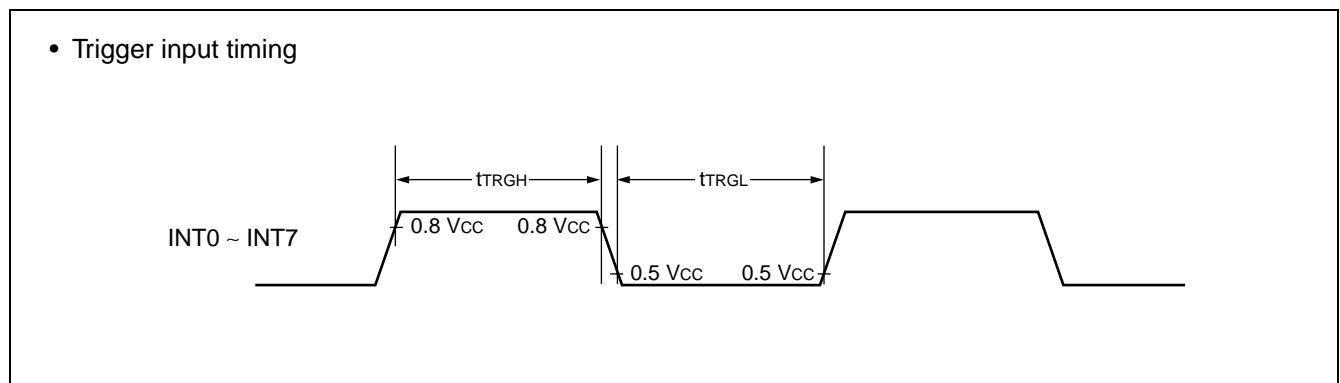 • Trigger input timing
tTRGH
tTRGL
INT0 ~ INT7
0.8 VCC
0.8 VCC
0.5 VCC
0.5 VCC